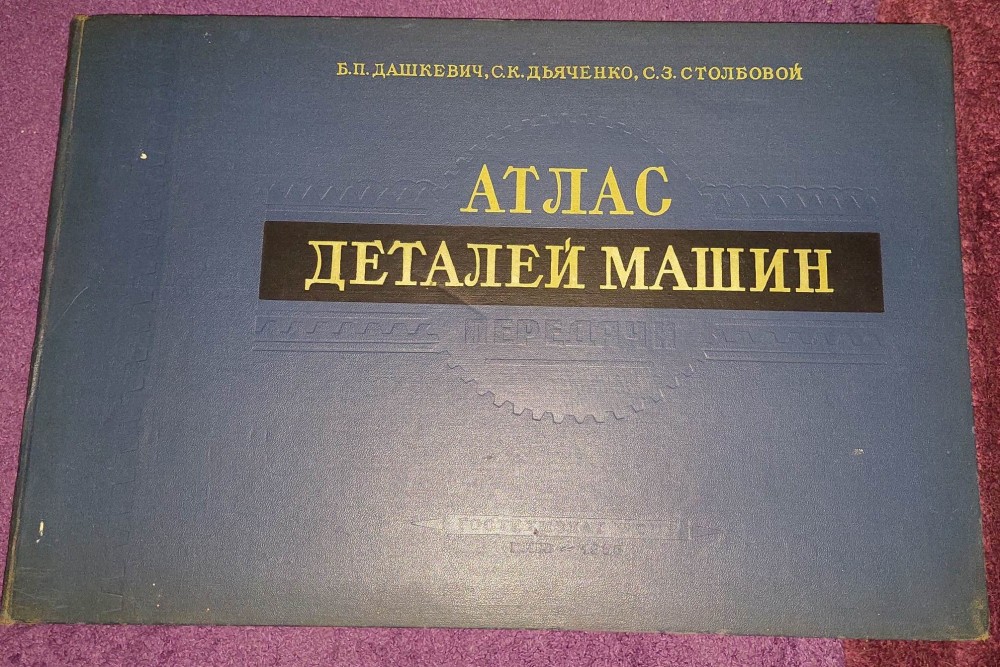 Б.П. ДАШКЕВИЧ, С.К. ДЬЯЧЕНКО, С.З. СТОЛБОВОЙ
АТЛАС
ДЕТАЛЕЙ МАШИН
ПЕРЕДАЧИ